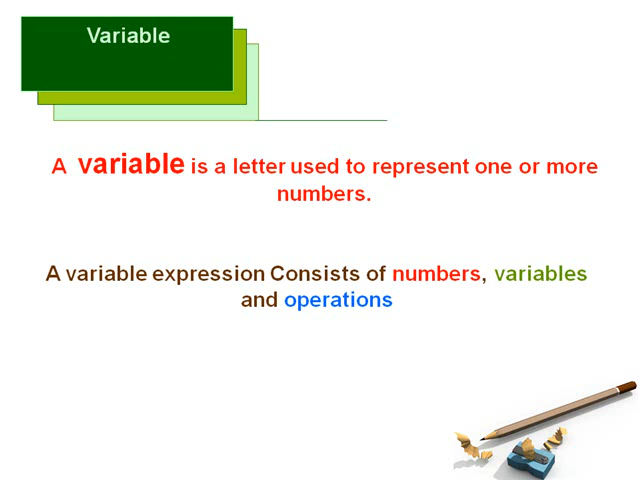 Variable
A variable is a letter used to represent one or more
numbers.
A variable expression Consists of numbers, variables
and operations